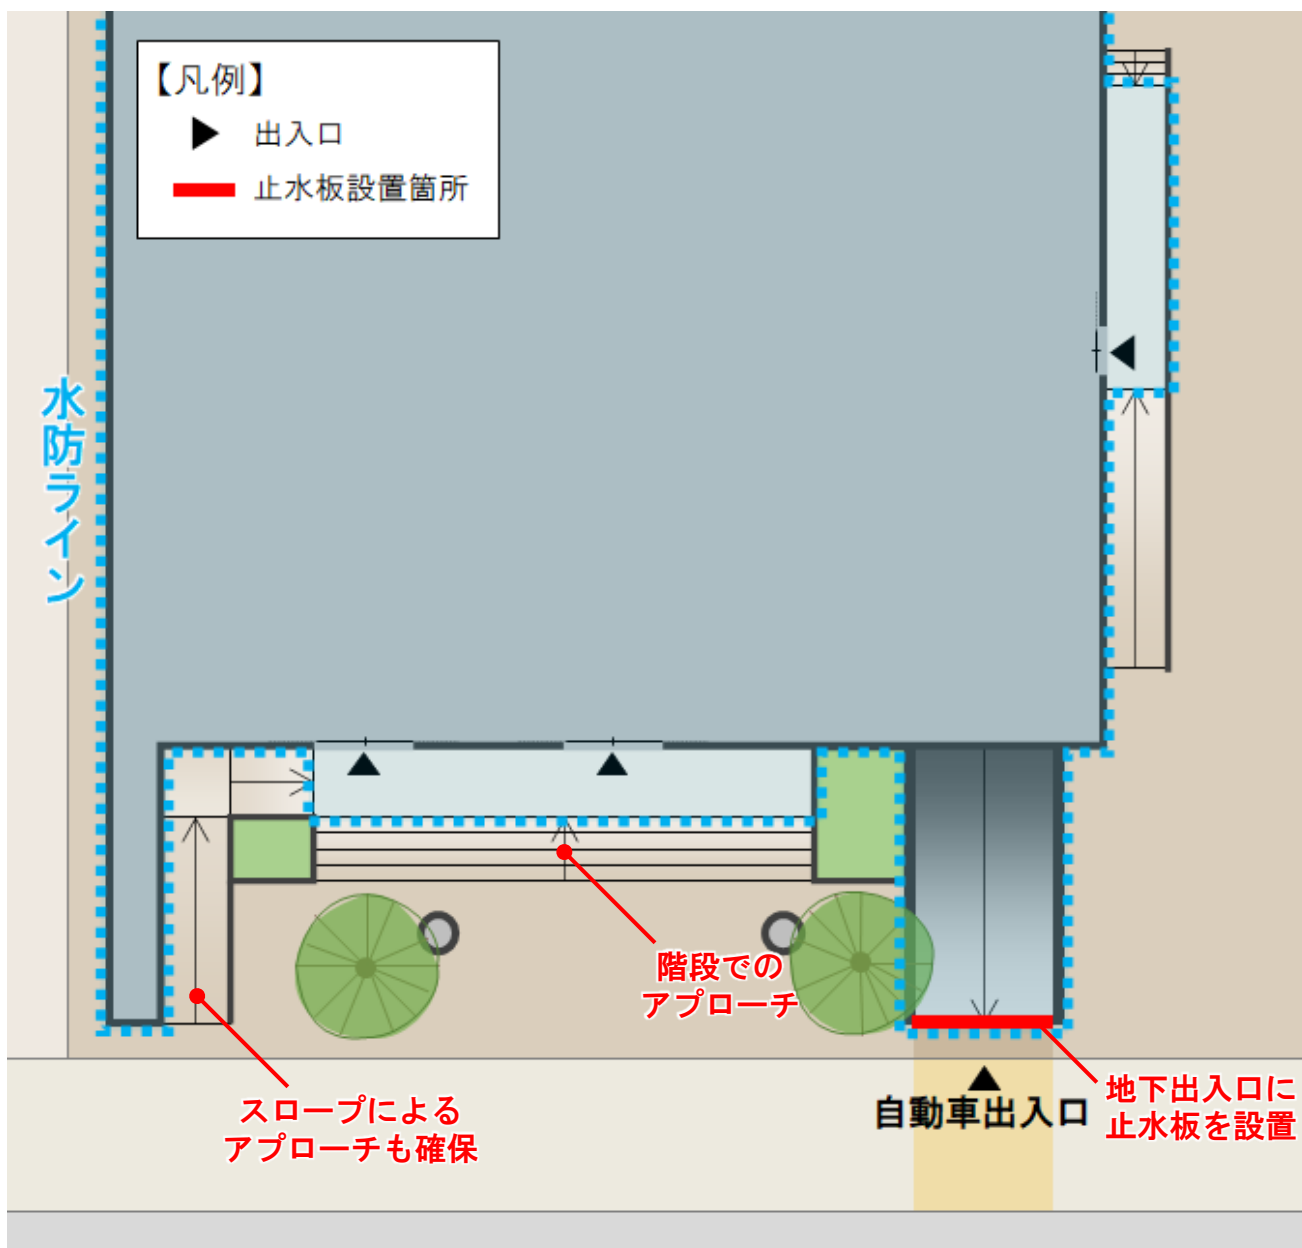 【凡例】
出入口
止水板設置箇所
水防ライン
階段での
アプローチ
スロープによる
アプローチも確保
自動車出入口
地下出入口に
止水板を設置